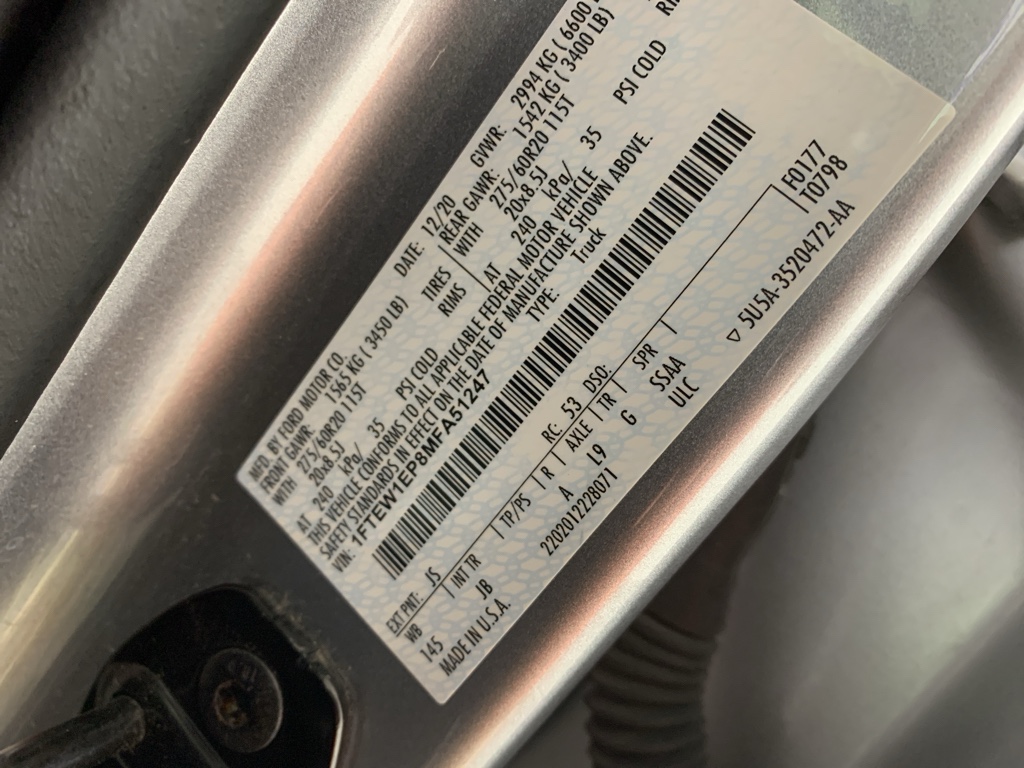 MFD. BY FORD MOTOR CO. DATE: 12/20 GVWR: 2994 KG ( 6600
FRONT GAWR: 1565 KG ( 3450 LB) REAR GAWR: 1542 KG ( 3400 LB)
WITH 275/60R20 115T TIRES WITH 275/60R20 115T
20x8.5J RIMS 20x8.5J
AT 240 kPa/ 35 PSI COLD AT 240 kPa/ 35 PSI COLD
THIS VEHICLE CONFORMS TO ALL APPLICABLE FEDERAL MOTOR VEHICLE
SAFETY STANDARDS IN EFFECT ON THE DATE OF MANUFACTURE SHOWN ABOVE.
VIN: 1FTEW1EP8MFA51247 TYPE: Truck
EXT PNT: JS RC: 53 DSO: F0177
WB INT TR TP/PS R AXLE TR SPR T0798
145 JB A L9 G SSAA
MADE IN U.S.A. 2202012228071 ULC
▽ 5U5A-3520472-AA